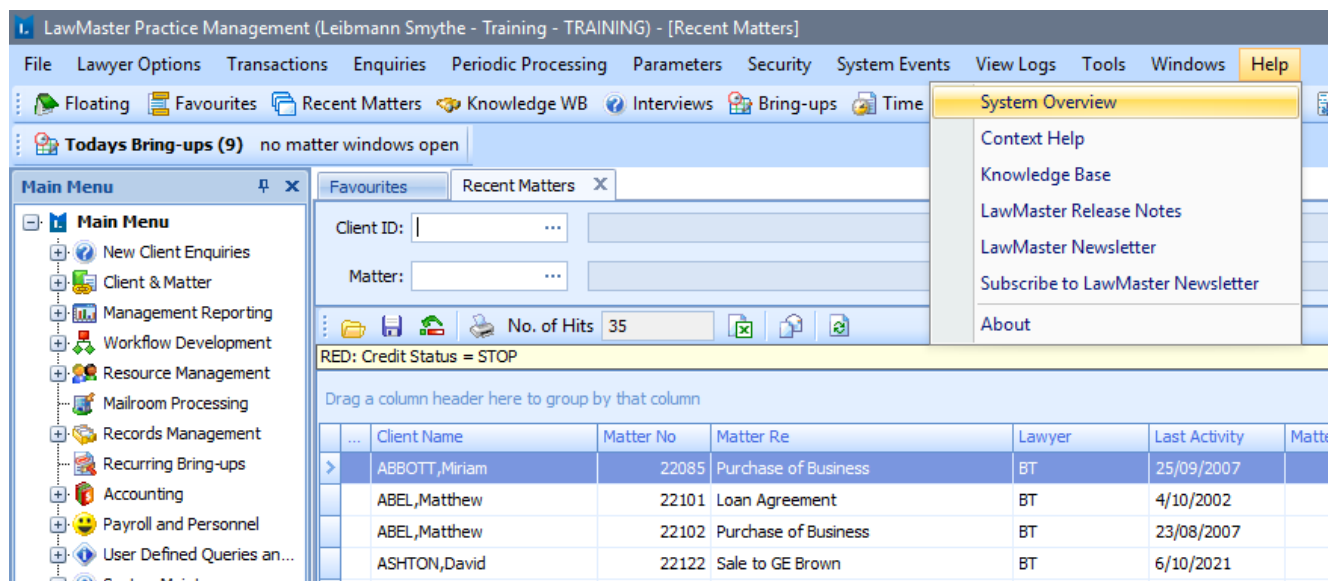 LawMaster Practice Management (Leibmann Smythe - Training - TRAINING) - [Recent Matters]
File Lawyer Options Transactions Enquiries Periodic Processing Parameters Security System Events View Logs Tools Windows Help
Floating Favourites Recent Matters Knowledge WB Interviews Bring-ups Time
System Overview
Context Help
Knowledge Base
LawMaster Release Notes
LawMaster Newsletter
Subscribe to LawMaster Newsletter
About
Todays Bring-ups (9) no matter windows open
Main Menu
Main Menu
New Client Enquiries
Client & Matter
Management Reporting
Workflow Development
Resource Management
Mailroom Processing
Records Management
Recurring Bring-ups
Accounting
Payroll and Personnel
User Defined Queries an...
Favourites Recent Matters
Client ID: ...
Matter: ...
No. of Hits 35
RED: Credit Status = STOP
Drag a column header here to group by that column
... Client Name Matter No Matter Re Lawyer Last Activity
ABBOTT,Miriam 22085 Purchase of Business BT 25/09/2007
ABEL,Matthew 22101 Loan Agreement BT 4/10/2002
ABEL,Matthew 22102 Purchase of Business BT 23/08/2007
ASHTON,David 22122 Sale to GE Brown BT 6/10/2021